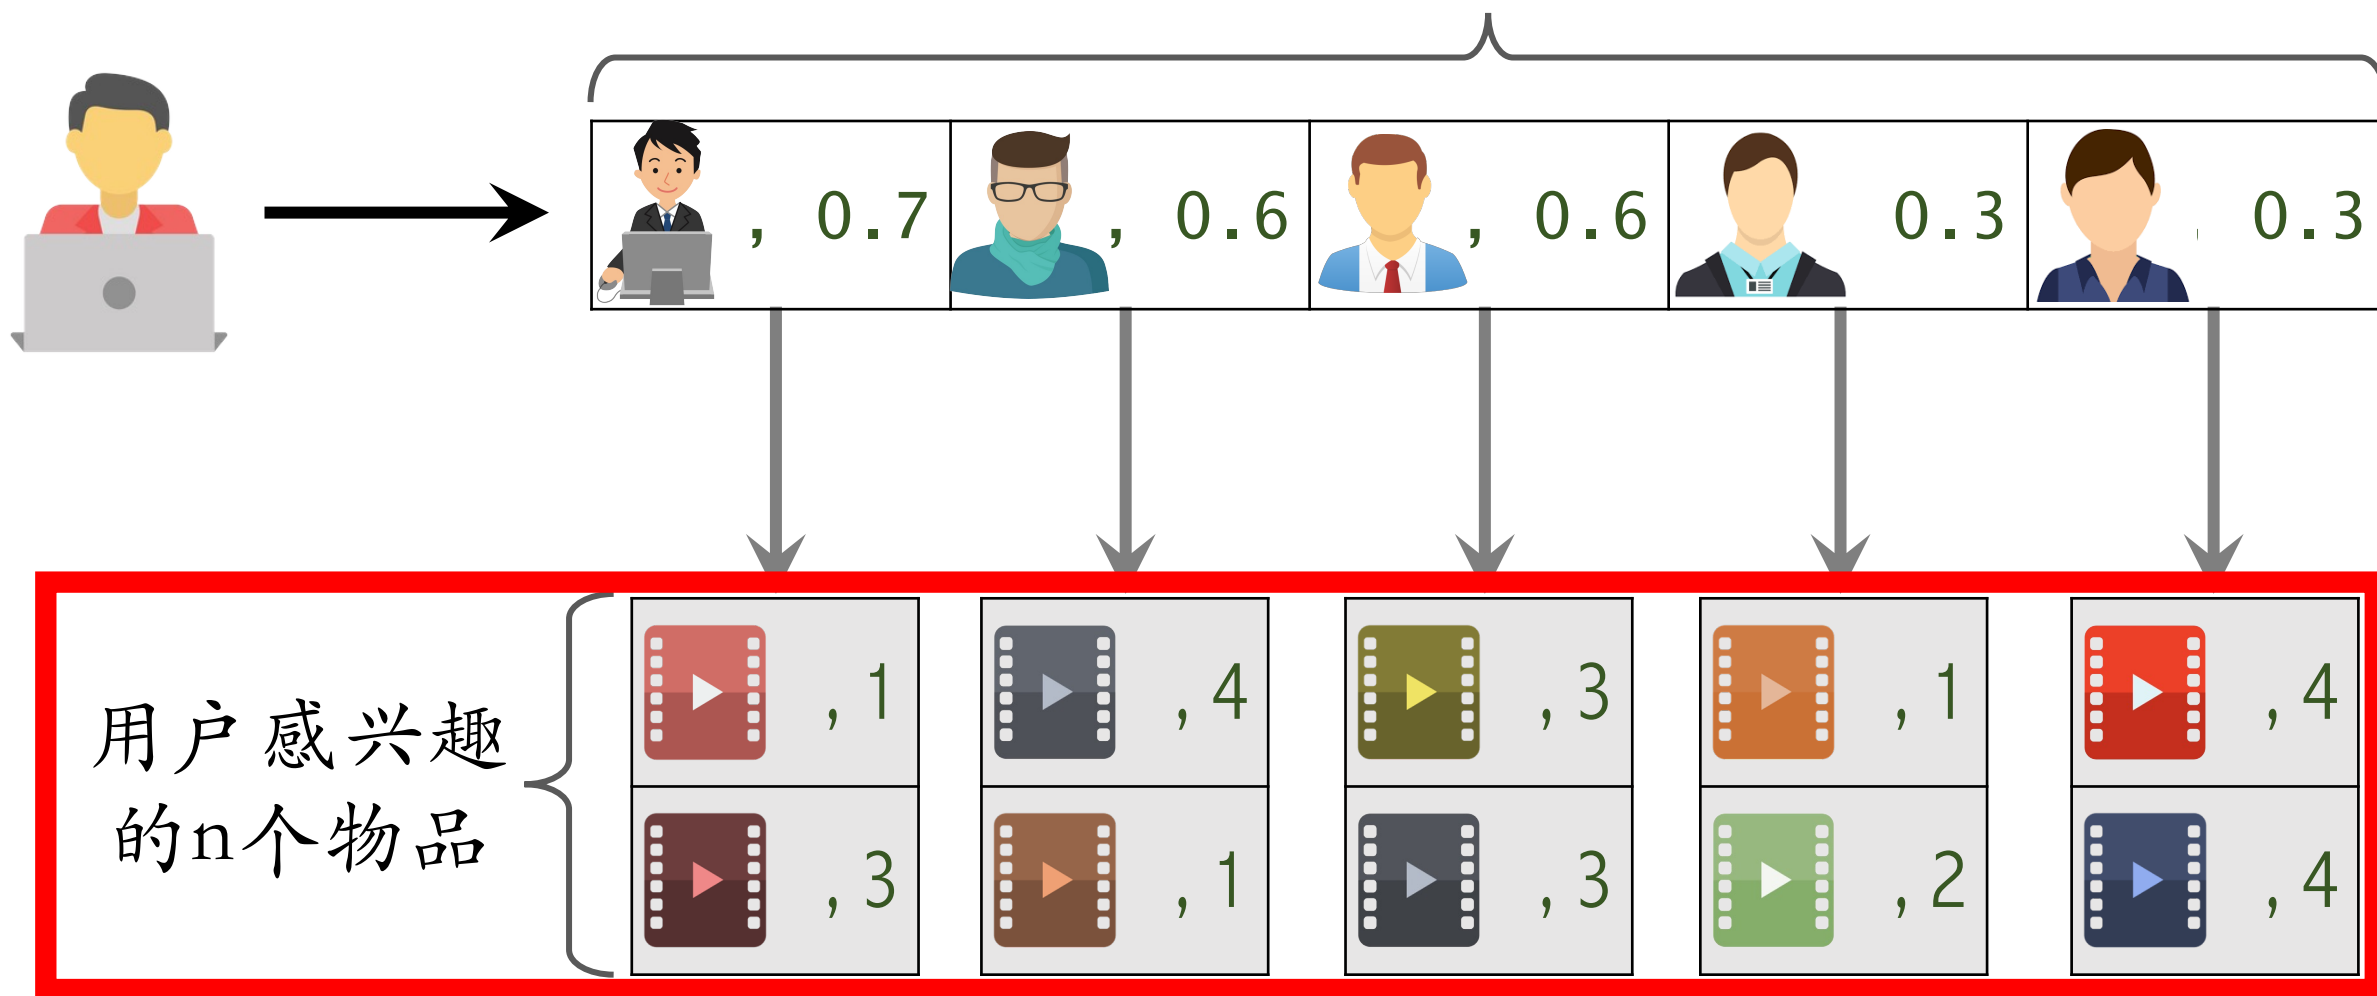 , 0.7 , 0.6 , 0.6 0.3 0.3
,1 ,4 ,3 ,1 ,4
用户感兴趣
的n个物品
,3 ,1 ,3 ,2 ,4